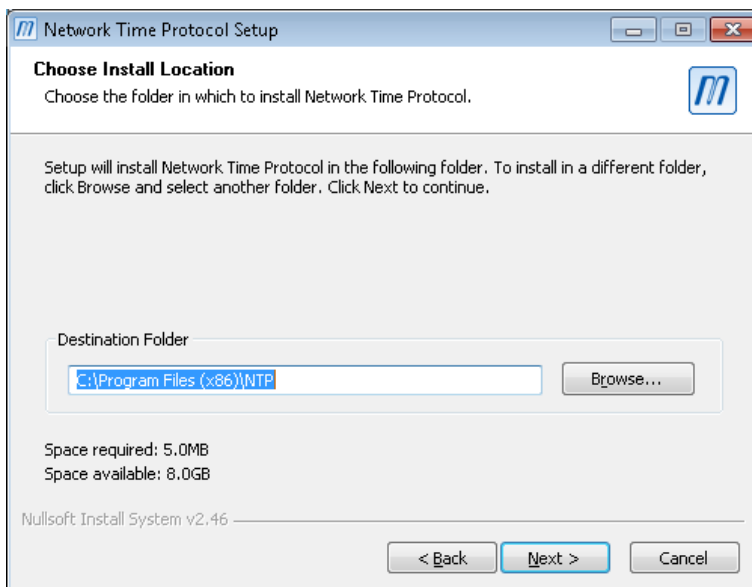 Network Time Protocol Setup
Choose Install Location
Choose the folder in which to install Network Time Protocol.
Setup will install Network Time Protocol in the following folder. To install in a different folder,
click Browse and select another folder. Click Next to continue.
Destination Folder
C:\Program Files (x86)\NTP
Browse...
Space required: 5.0MB
Space available: 8.0GB
Nullsoft Install System v2.46
< Back
Next >
Cancel